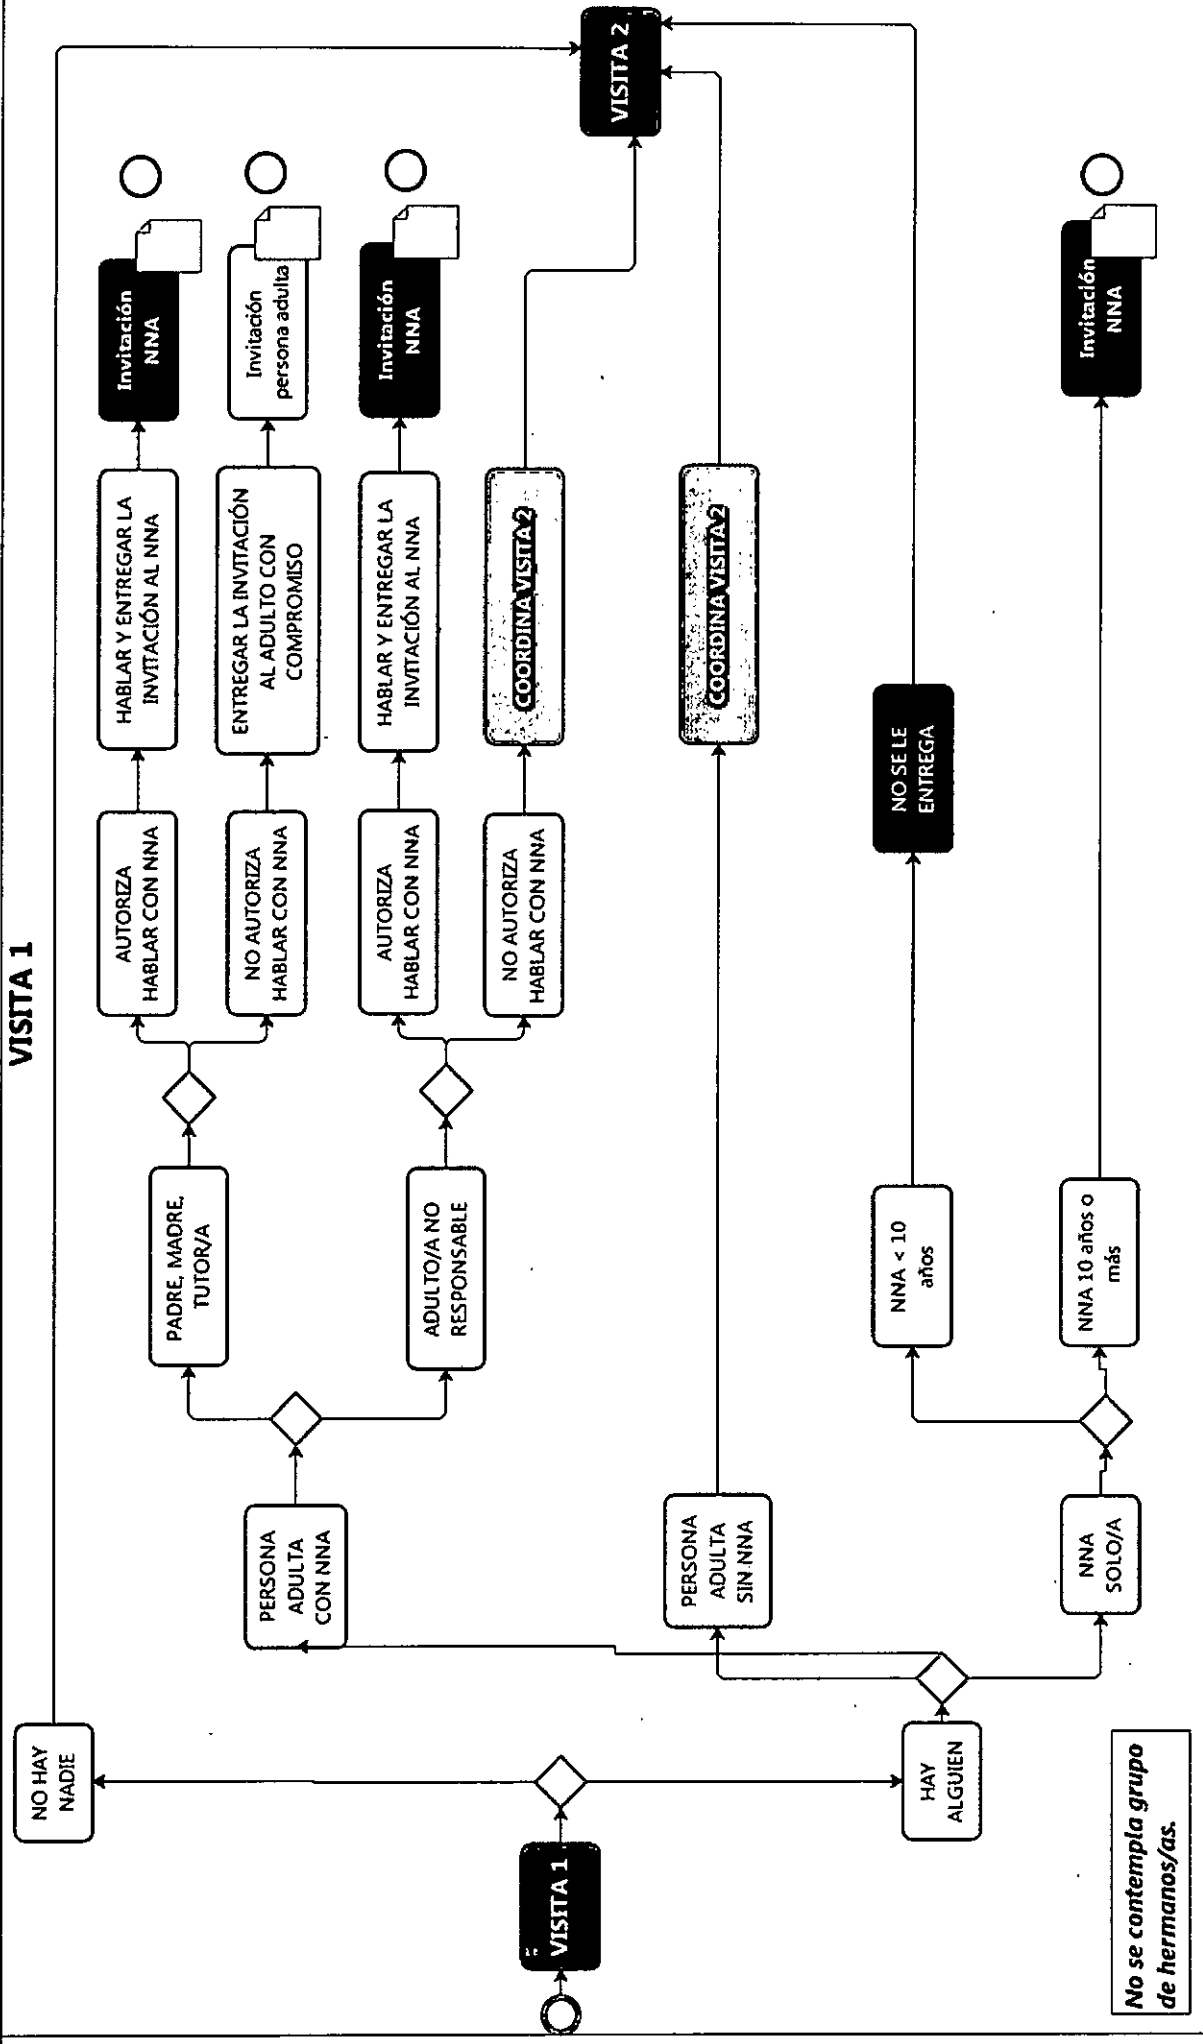 VISITA 1
VISITA 1
NO HAY
NADIE
HAY
ALGUIEN
PERSONA
ADULTA
CON NNA
PERSONA
ADULTA
SIN NNA
NNA
SOLO/A
PADRE, MADRE,
TUTOR/A
ADULTO/A NO
RESPONSABLE
NNA < 10
años
NNA 10 años o
más
AUTORIZA
HABLAR CON NNA
NO AUTORIZA
HABLAR CON NNA
AUTORIZA
HABLAR CON NNA
NO AUTORIZA
HABLAR CON NNA
HABLAR Y ENTREGAR LA
INVITACIÓN AL NNA
ENTREGAR LA INVITACIÓN
AL ADULTO CON
COMPROMISO
HABLAR Y ENTREGAR LA
INVITACIÓN AL NNA
COORDINA VISITA 2
COORDINA VISITA 2
NO SE LE
ENTREGA
Invitación
NNA
Invitación
persona adulta
Invitación
NNA
Invitación
NNA
VISITA 2
No se contempla grupo
de hermanos/as.